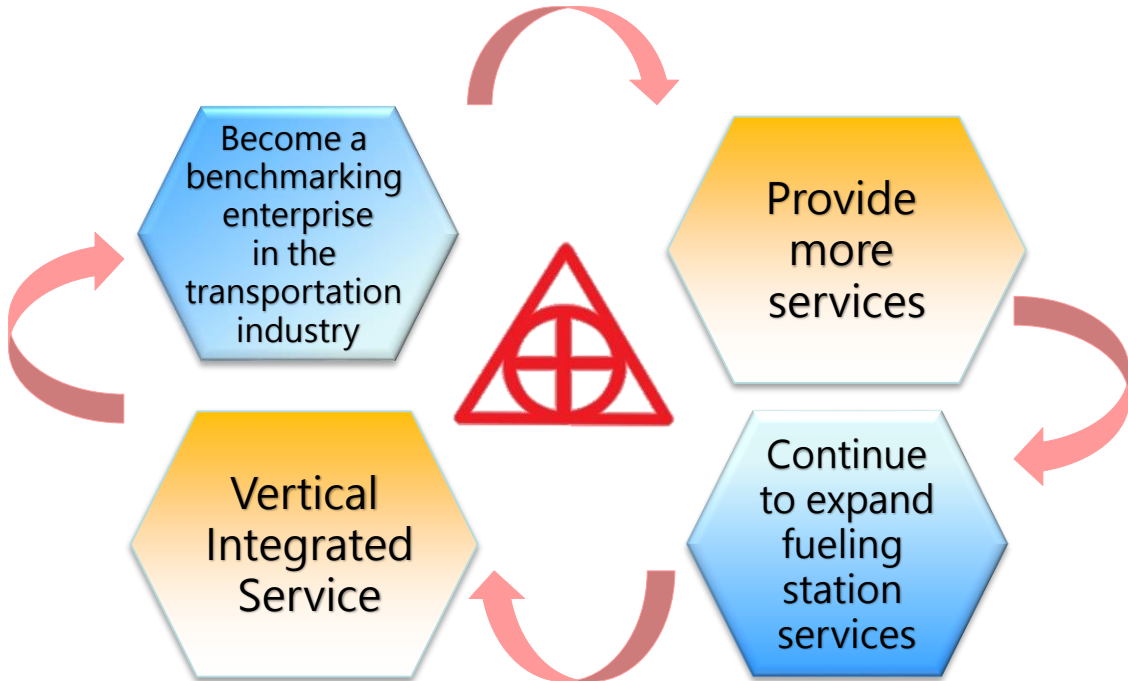 Become a
benchmarking
enterprise
in the
transportation
industry
Provide
more
services
Continue
to expand
fueling
station
services
Vertical
Integrated
Service